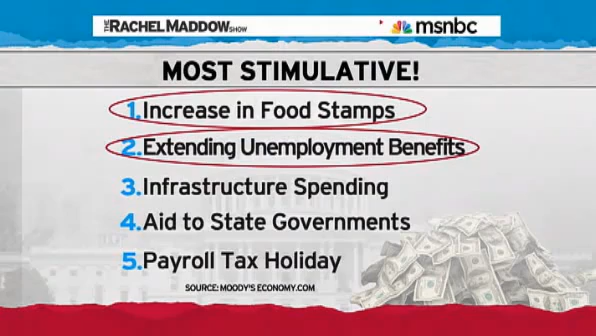 THE RACHEL MADDOW SHOW msnbc
MOST STIMULATIVE!
1. Increase in Food Stamps
2. Extending Unemployment Benefits
3. Infrastructure Spending
4. Aid to State Governments
5. Payroll Tax Holiday
SOURCE: MOODY'S ECONOMY.COM